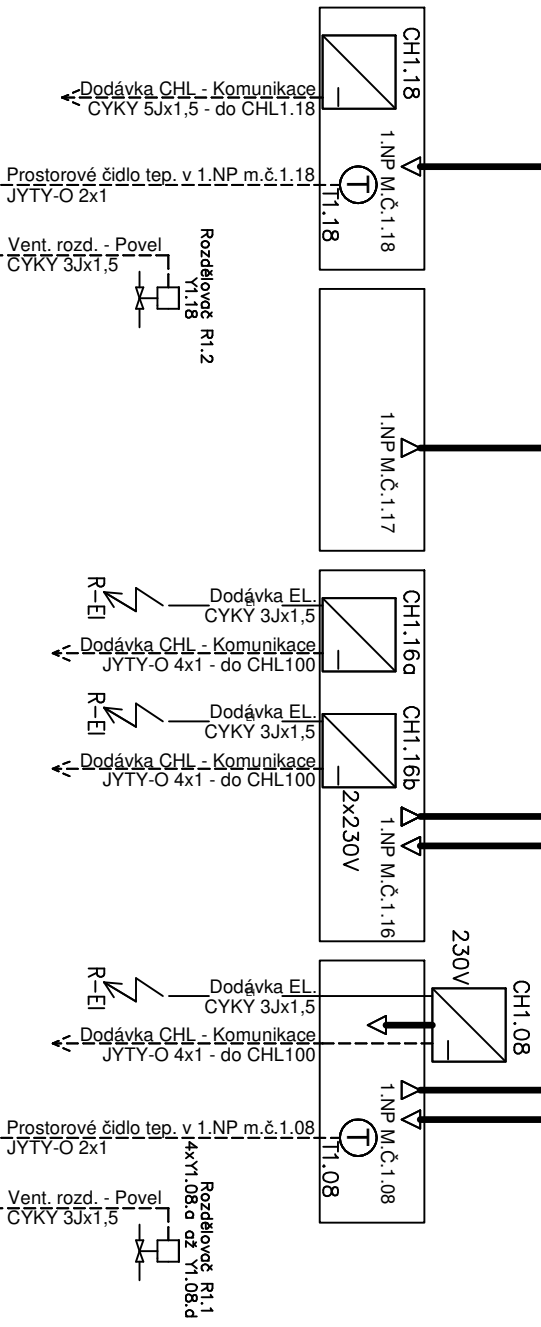 CH1.18
Dodávka CHL - Komunikace
CYKY 5Jx1,5 - do CHL1.18
1.NP M.Č.1.18
Prostorové čidlo tep. v 1.NP m.č.1.18
JYTY-O 2x1
T
T1.18
Vent. rozd. - Povel
CYKY 3Jx1,5
Rozdělovač R1.2
Y1.18
1.NP M.Č.1.17
R-El
Dodávka EL.
CYKY 3Jx1,5
CH1.16a
Dodávka CHL - Komunikace
JYTY-O 4x1 - do CHL100
R-El
Dodávka EL.
CYKY 3Jx1,5
CH1.16b
Dodávka CHL - Komunikace
JYTY-O 4x1 - do CHL100
2x230V
1.NP M.Č.1.16
230V
CH1.08
R-El
Dodávka EL.
CYKY 3Jx1,5
Dodávka CHL - Komunikace
JYTY-O 4x1 - do CHL100
1.NP M.Č.1.08
Prostorové čidlo tep. v 1.NP m.č.1.08
JYTY-O 2x1
T
T1.08
Vent. rozd. - Povel
CYKY 3Jx1,5
Rozdělovač R1.1
4xY1.08.a až Y1.08.d